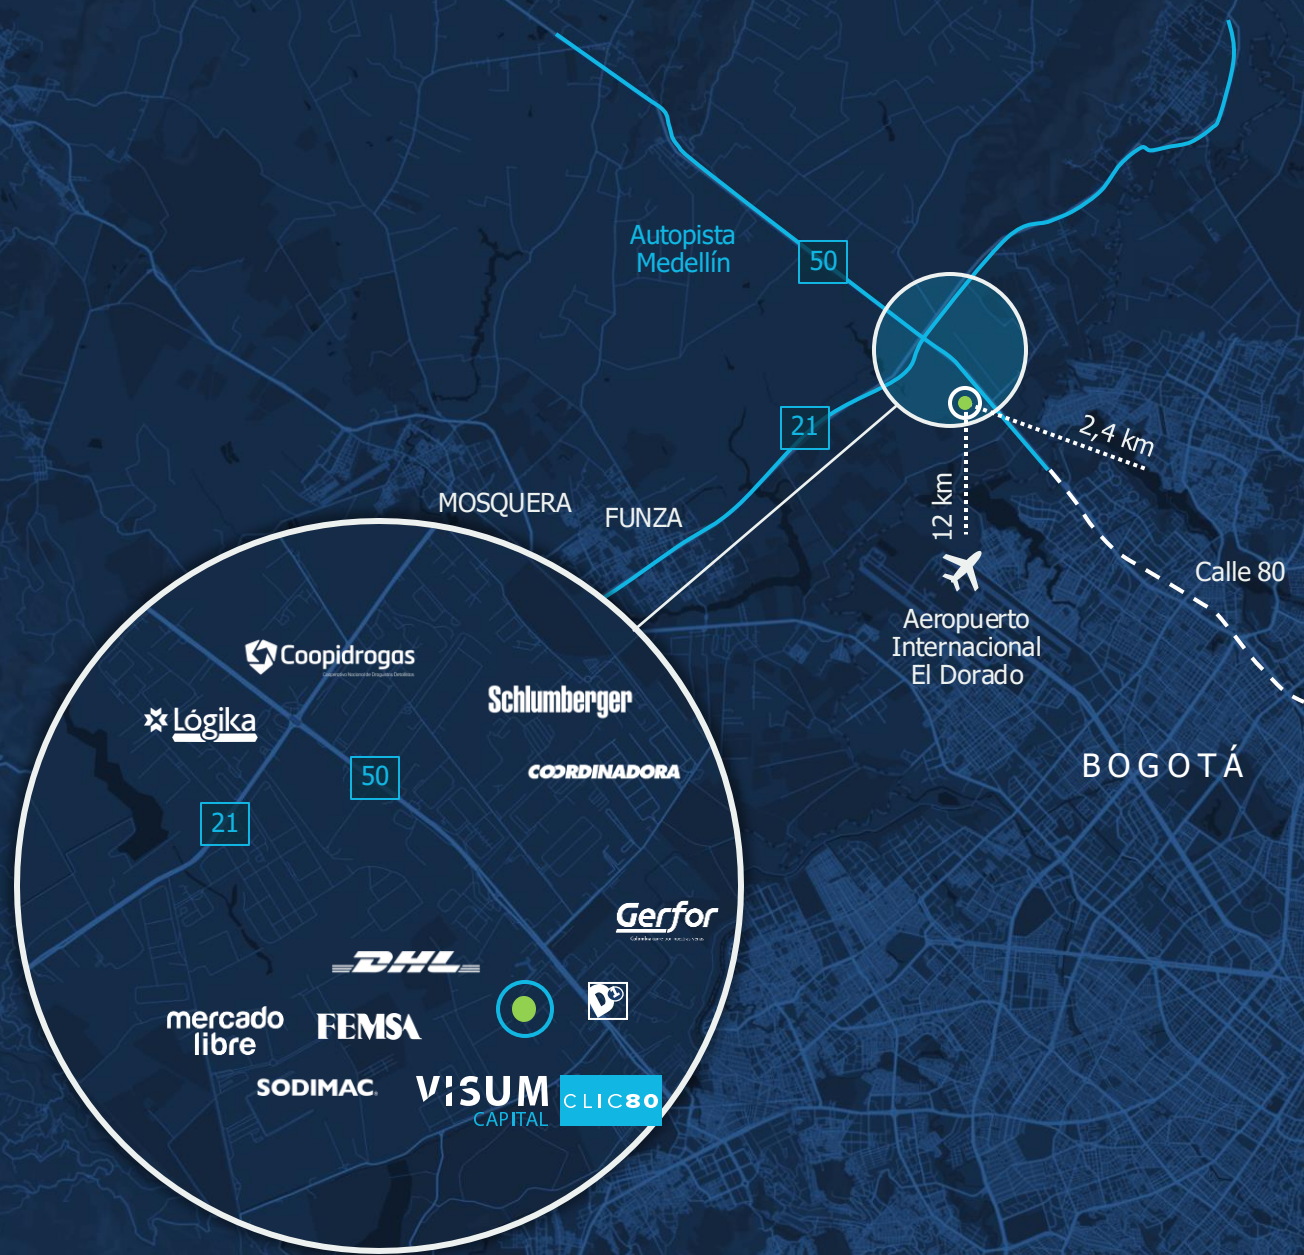 Autopista
Medellín
50
21
2,4 km
12 km
MOSQUERA
FUNZA
Calle 80
Aeropuerto
Internacional
El Dorado
BOGOTÁ
Coopidrogas
Schlumberger
Lógika
COORDINADORA
50
21
Gerfor
DHL
D1
mercado
libre
FEMSA
SODIMAC
VISUM
CAPITAL
CLIC80